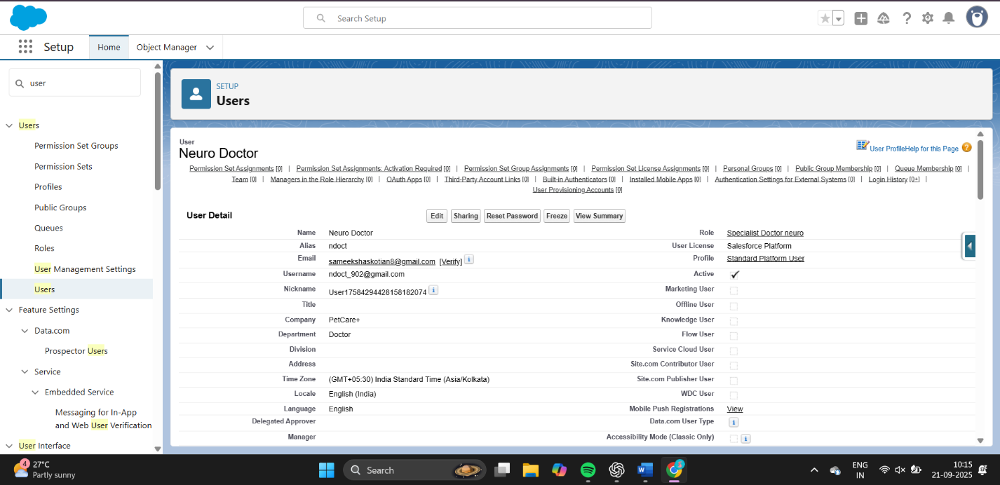 Search Setup
Setup
Home
Object Manager
user
Users
Permission Set Groups
Permission Sets
Profiles
Public Groups
Queues
Roles
User Management Settings
Users
Feature Settings
Data.com
Prospector Users
Service
Embedded Service
Messaging for In-App
and Web User Verification
User Interface
SETUP
Users
User
Neuro Doctor
User Profile Help for this Page ?
Permission Set Assignments [0] | Permission Set Assignments: Activation Required [0] | Permission Set Group Assignments [0] | Permission Set License Assignments [0] | Personal Groups [0] | Public Group Membership [0] | Queue Membership [0] |
Team [0] | Managers in the Role Hierarchy [0] | OAuth Apps [0] | Third-Party Account Links [0] | Built-in Authenticators [0] | Installed Mobile Apps [0] | Authentication Settings for External Systems [0] | Login History [0+] |
User Provisioning Accounts [0]
User Detail
Edit Sharing Reset Password Freeze View Summary
Name Neuro Doctor Role Specialist Doctor neuro
Alias ndoct User License Salesforce Platform
Email sameekshaskotian8@gmail.com [Verify] i Profile Standard Platform User
Username ndoct_902@gmail.com Active
Nickname User17584294428158182074 i Marketing User
Title Offline User
Company PetCare+ Knowledge User
Department Doctor Flow User
Division Service Cloud User
Address Site.com Contributor User
Time Zone (GMT+05:30) India Standard Time (Asia/Kolkata) Site.com Publisher User
Locale English (India) WDC User
Language English Mobile Push Registrations View
Delegated Approver Data.com User Type i
Manager Accessibility Mode (Classic Only) i
4
27°C
Partly sunny
Search
ENG
IN
10:15
21-09-2025